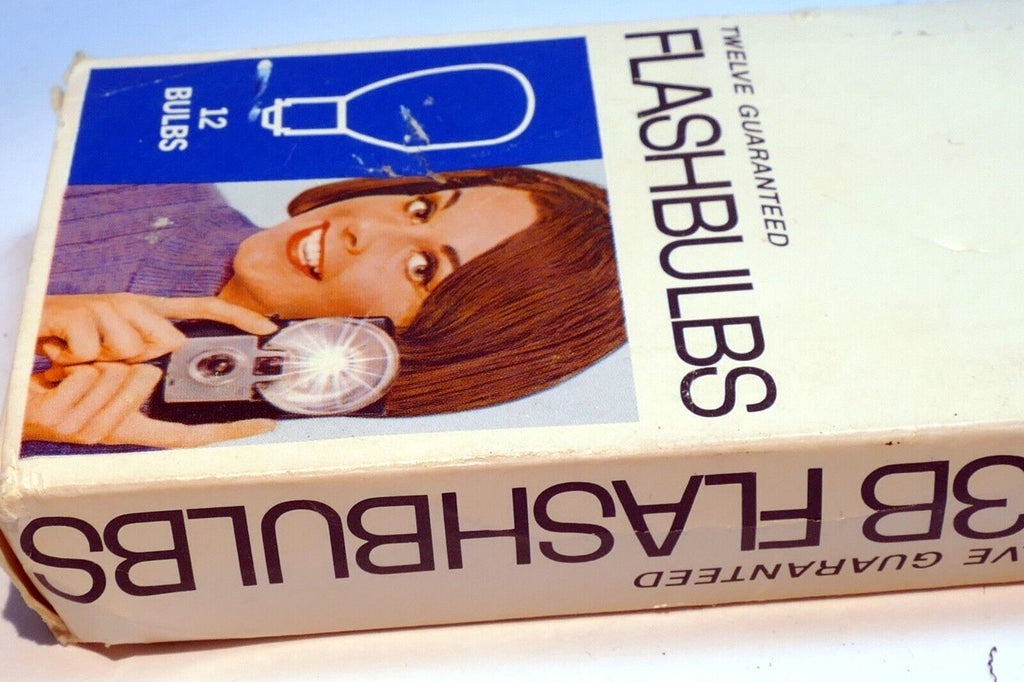 12
BULBS
TWELVE GUARANTEED
FLASHBULBS
VE GUARANTEED
3B FLASHBULBS